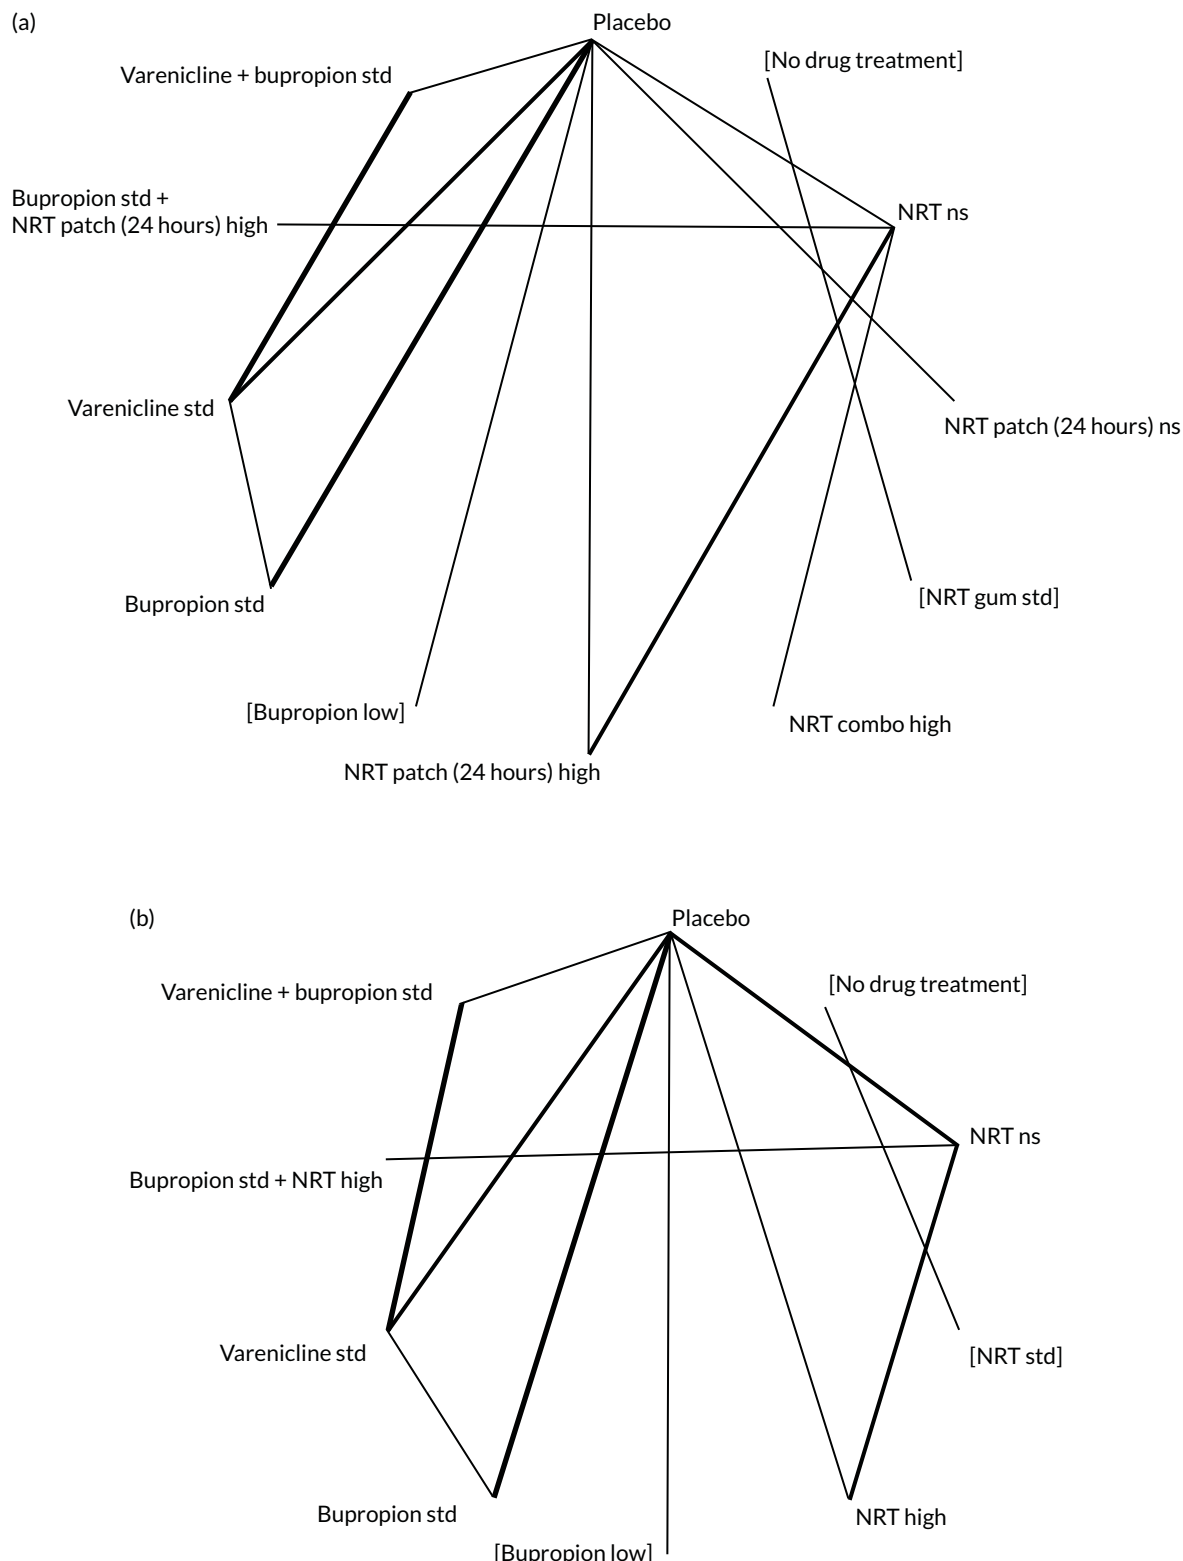 (a)
Placebo
[No drug treatment]
Varenicline + bupropion std
Bupropion std +
NRT patch (24 hours) high
NRT ns
Varenicline std
NRT patch (24 hours) ns
Bupropion std
[NRT gum std]
[Bupropion low]
NRT combo high
NRT patch (24 hours) high
(b)
Placebo
[No drug treatment]
Varenicline + bupropion std
NRT ns
Bupropion std + NRT high
Varenicline std
[NRT std]
Bupropion std
NRT high
[Bupropion low]